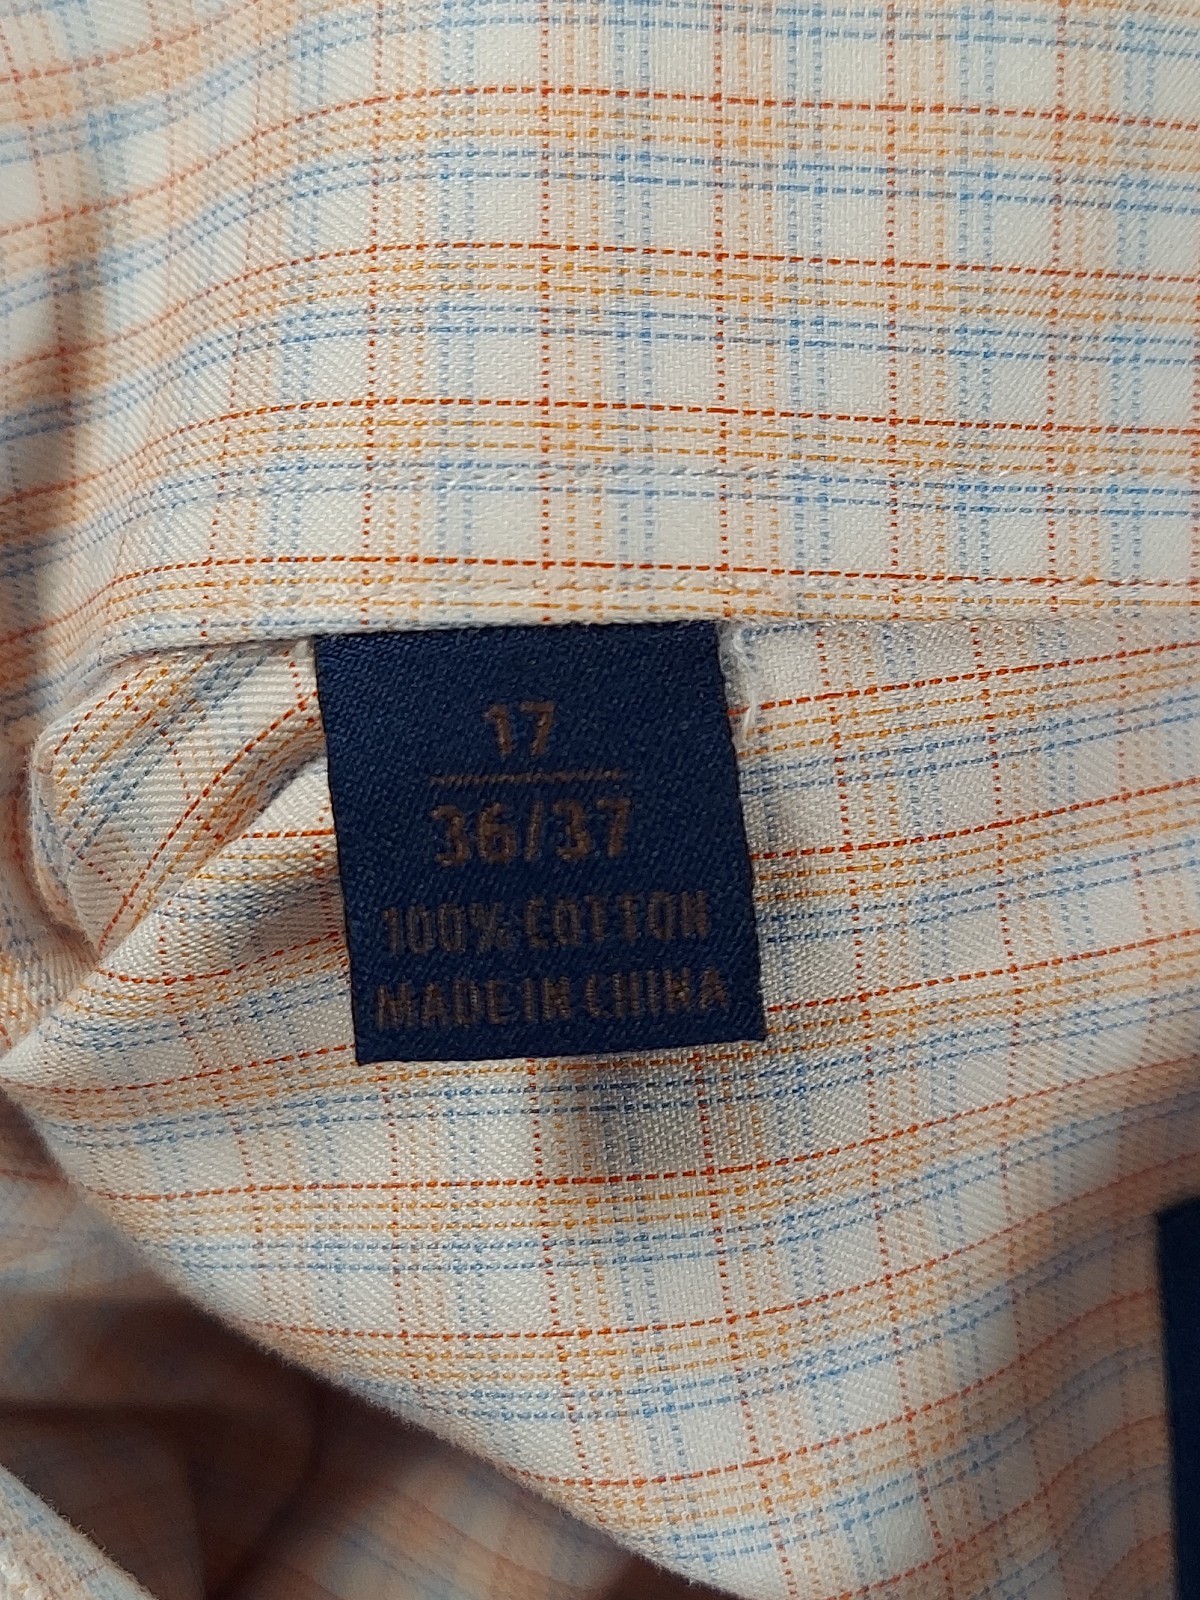 17
36/37
100% COTTON
MADE IN CHINA